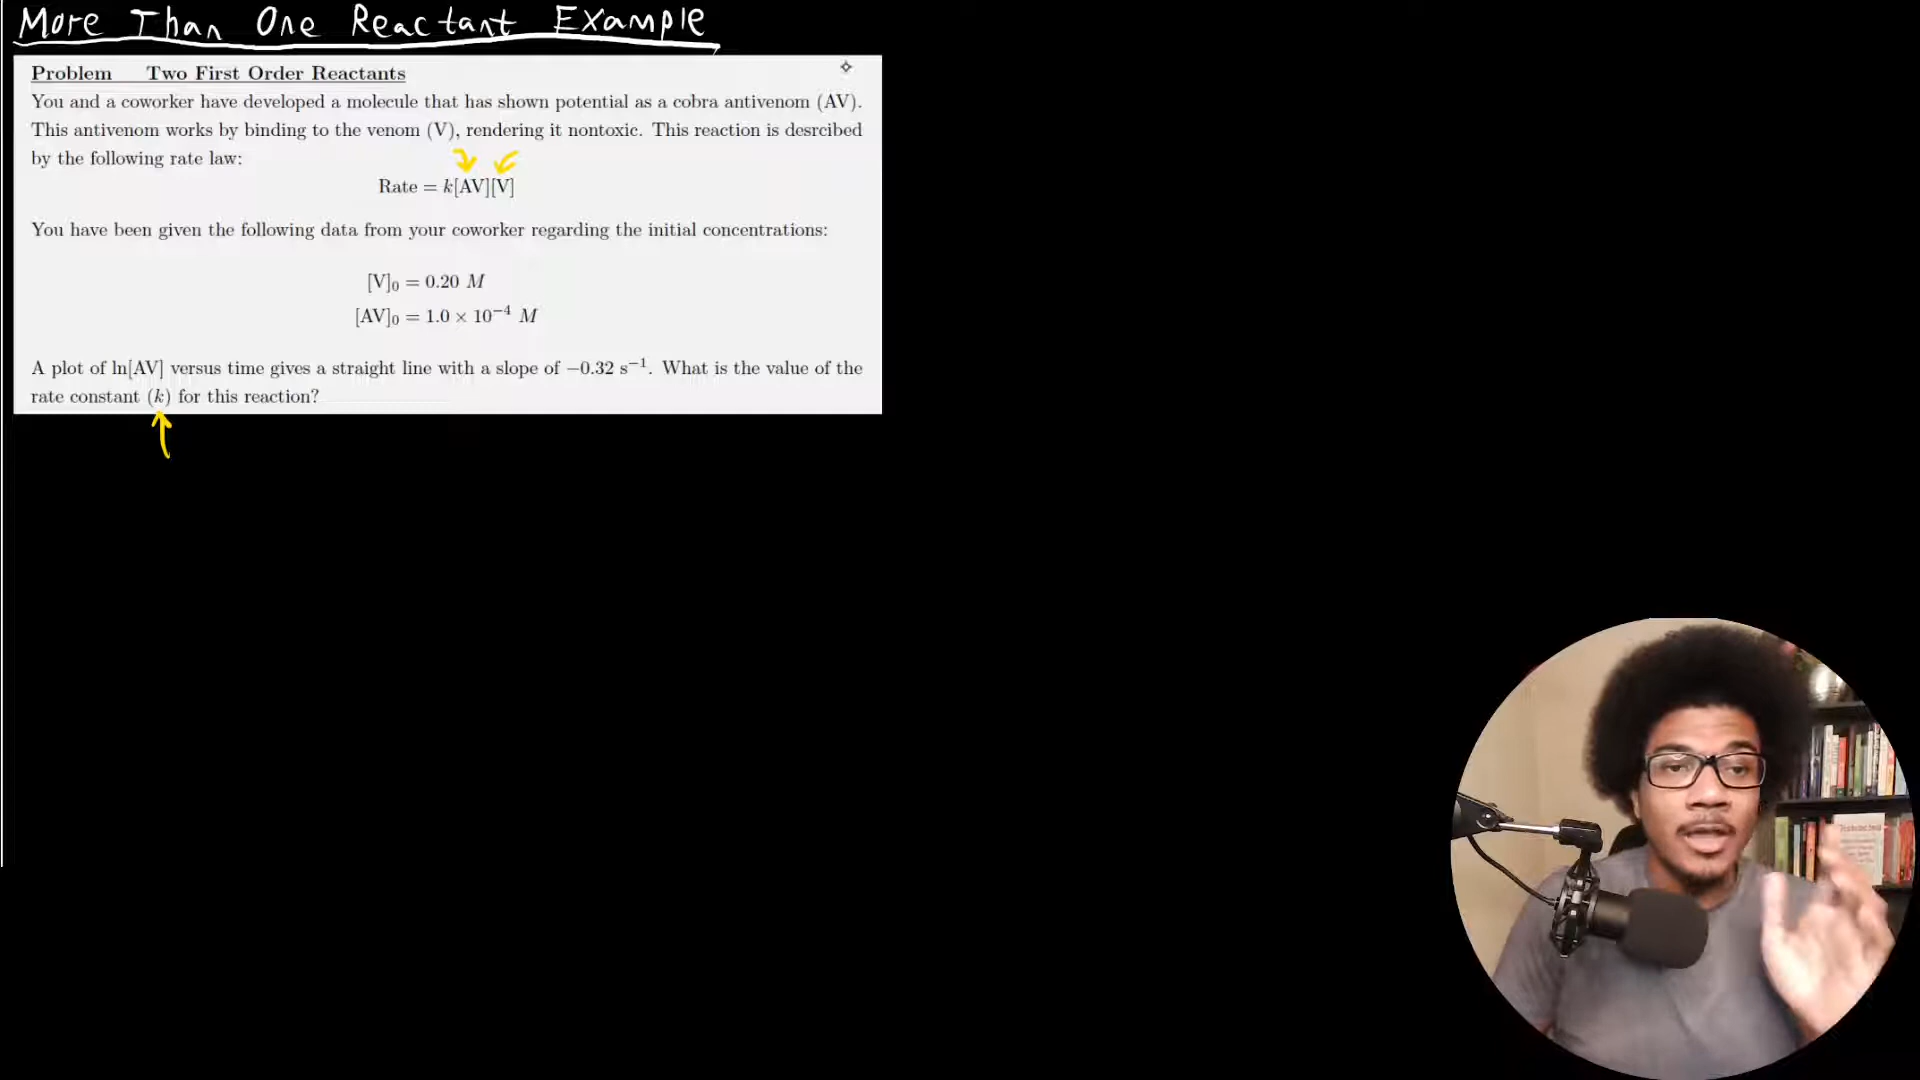 More Than One Reactant Example
Problem Two First Order Reactants
You and a coworker have developed a molecule that has shown potential as a cobra antivenom (AV).
This antivenom works by binding to the venom (V), rendering it nontoxic. This reaction is desrcibed
by the following rate law:
Rate = k[AV][V]
You have been given the following data from your coworker regarding the initial concentrations:
[V]₀ = 0.20 M
[AV]₀ = 1.0 × 10⁻⁴ M
A plot of ln[AV] versus time gives a straight line with a slope of −0.32 s⁻¹. What is the value of the
rate constant (k) for this reaction?